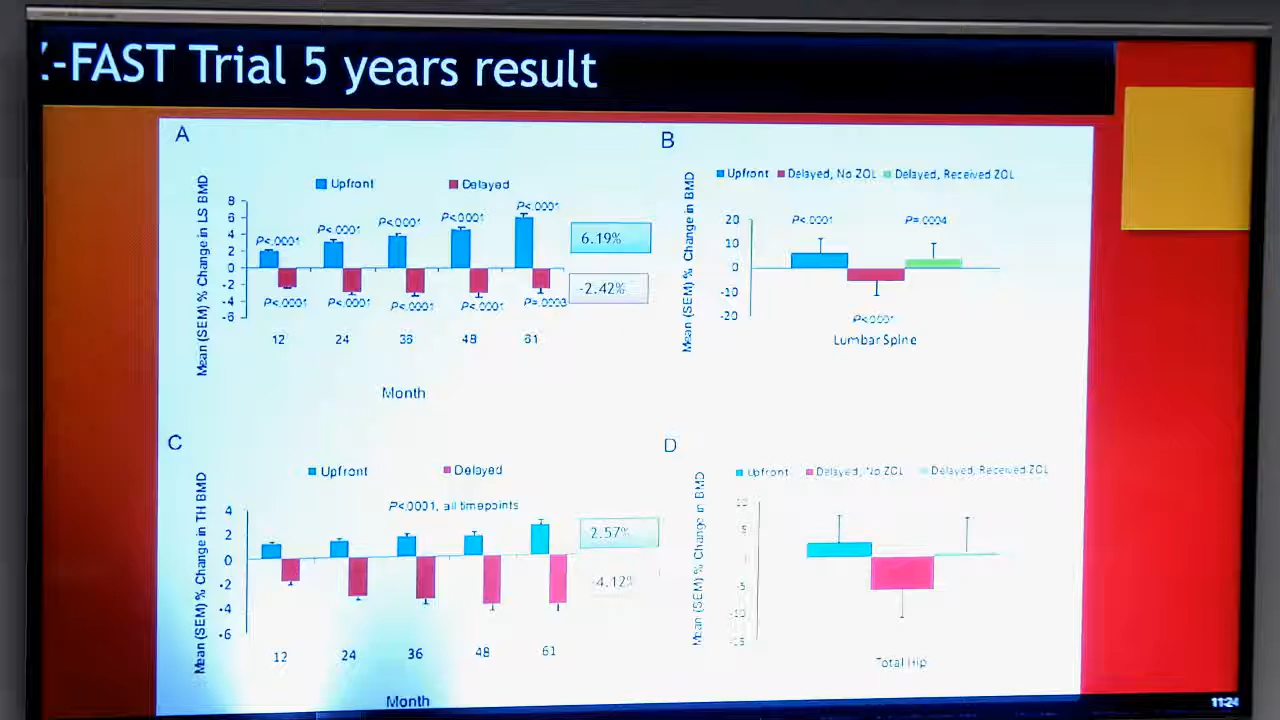 -FAST Trial 5 years result
A
Upfront
Delayed
Mean (SEM) % Change in LS BMD
8
6
4
2
0
-2
-4
-6
P<.0001
P<.0001
P<.0001
P<.0001
P<.0001
P<.0001
P<.0001
P<.0001
P<.0001
P=.0003
6.19%
-2.42%
12
24
36
48
61
Month
B
Upfront
Delayed, No ZOL
Delayed, Received ZOL
Mean (SEM) % Change in BMD
20
10
0
-10
-20
P<.0001
P=.0004
P<.0001
Lumbar Spine
C
Upfront
Delayed
Mean (SEM) % Change in TH BMD
4
2
0
-2
-4
-6
P<.0001, all timepoints
2.57%
-4.12%
12
24
36
48
61
Month
D
Upfront
Delayed, No ZOL
Delayed, Received ZOL
Mean (SEM) % Change in BMD
10
5
-5
-10
-15
Total Hip
11:24